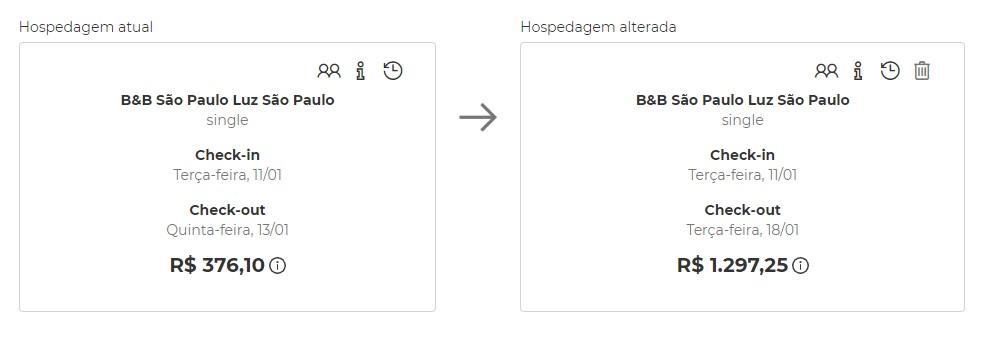 Hospedagem atual
B&B São Paulo Luz São Paulo
single
Check-in
Terça-feira, 11/01
Check-out
Quinta-feira, 13/01
R$ 376,10
Hospedagem alterada
B&B São Paulo Luz São Paulo
single
Check-in
Terça-feira, 11/01
Check-out
Terça-feira, 18/01
R$ 1.297,25